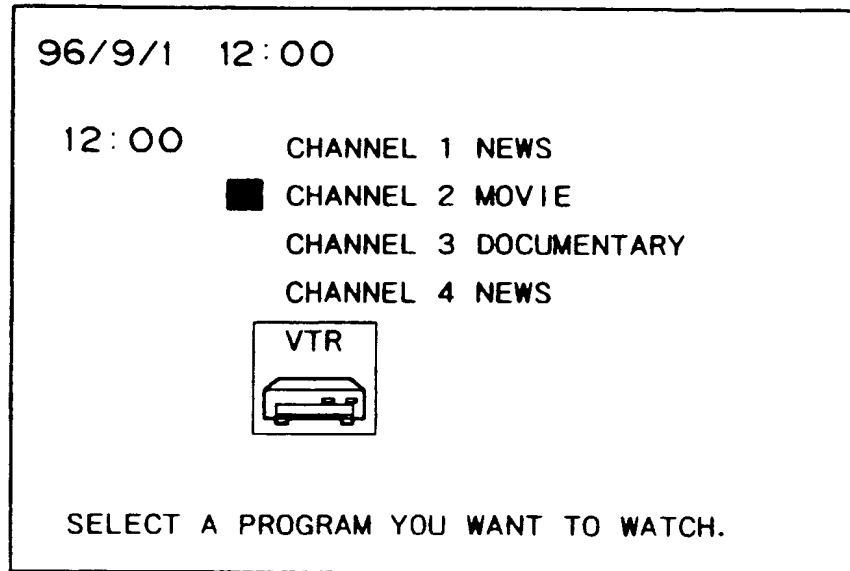 96/9/1 12:00
12:00 CHANNEL 1 NEWS
CHANNEL 2 MOVIE
CHANNEL 3 DOCUMENTARY
CHANNEL 4 NEWS
VTR
SELECT A PROGRAM YOU WANT TO WATCH.